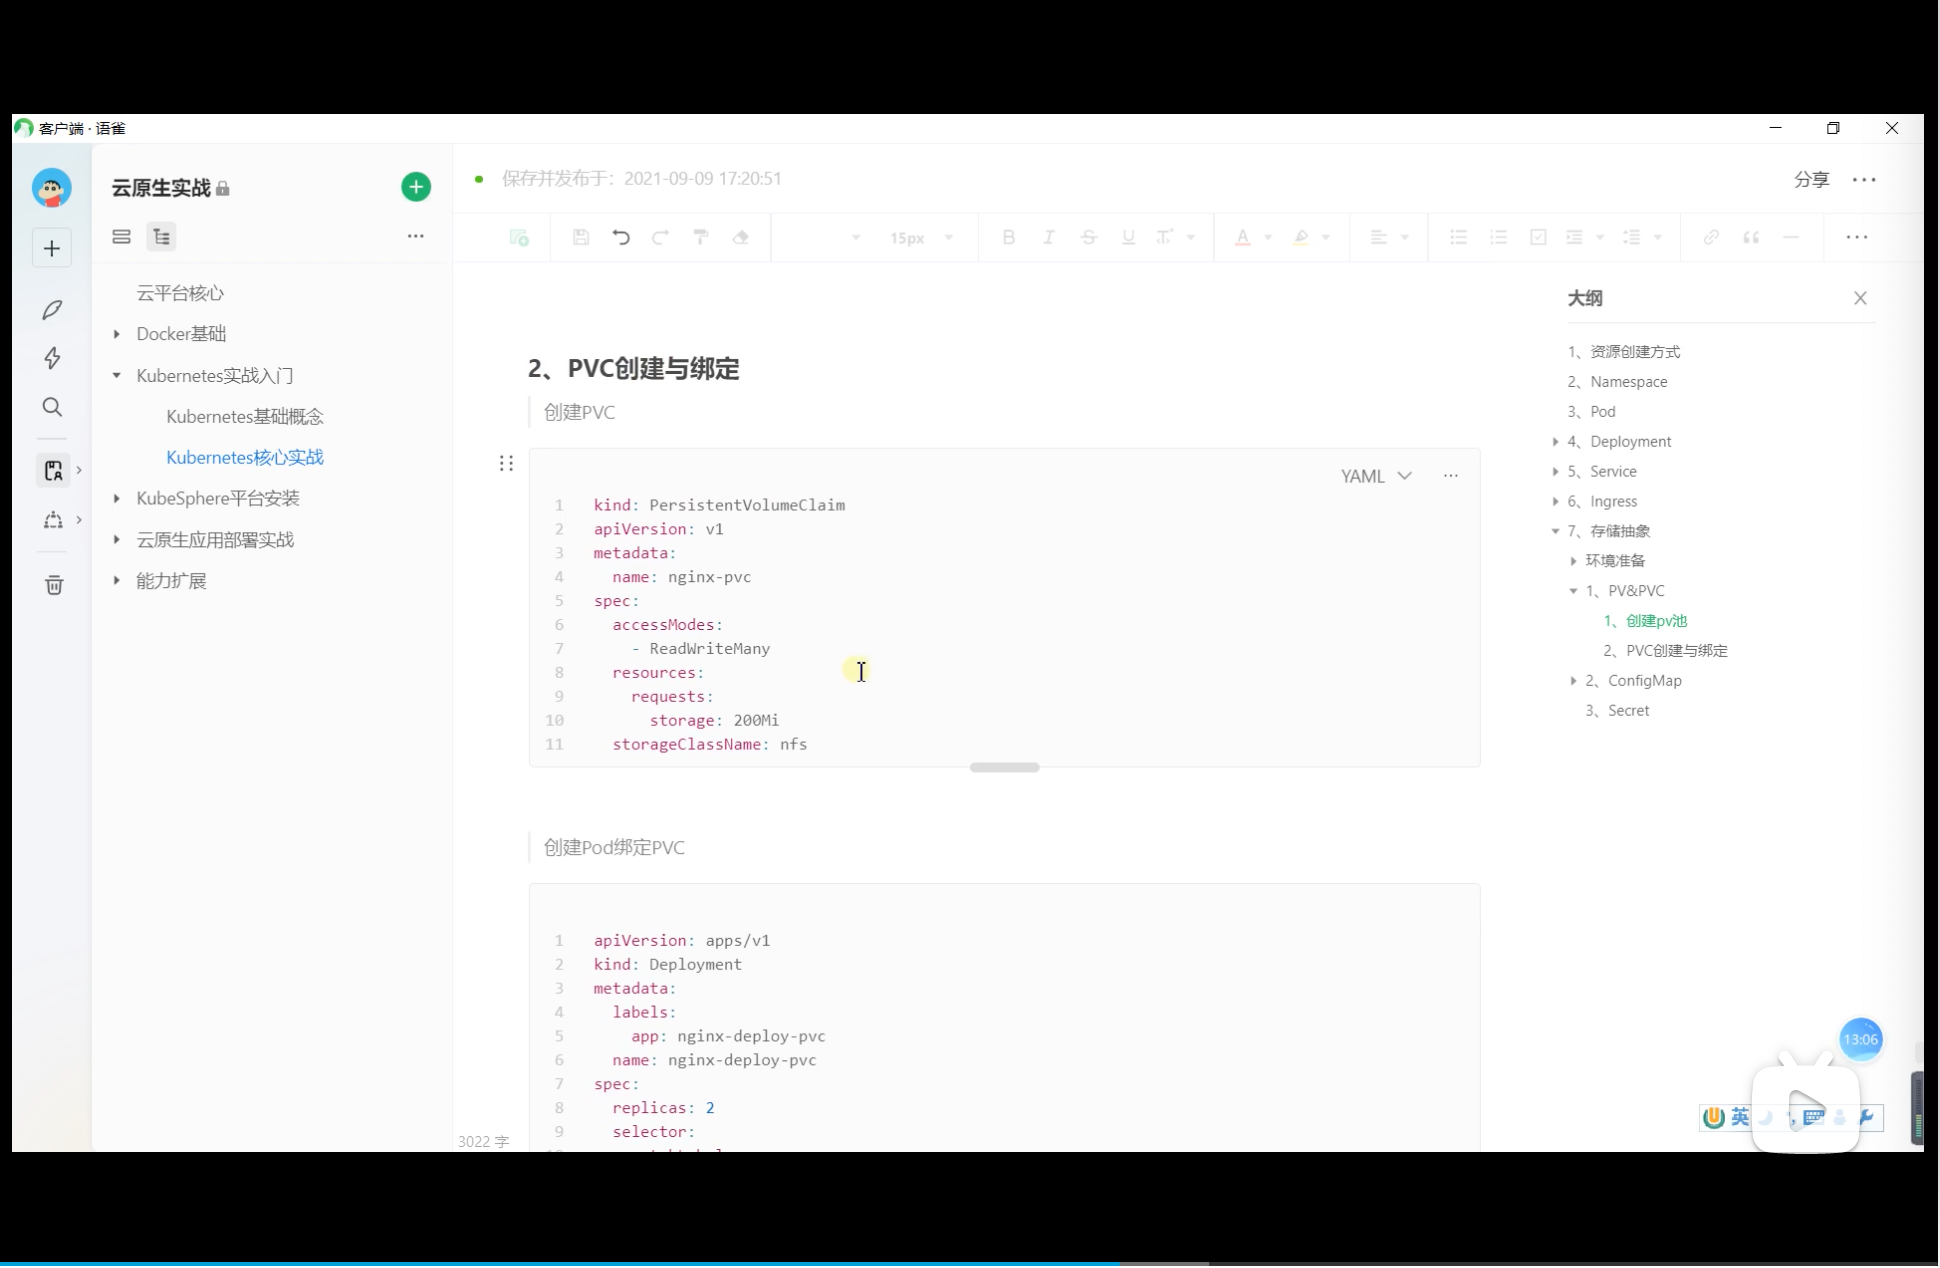 客户端 · 语雀
云原生实战
保存并发布于：2021-09-09 17:20:51
分享
15px
云平台核心
Docker基础
Kubernetes实战入门
Kubernetes基础概念
Kubernetes核心实战
KubeSphere平台安装
云原生应用部署实战
能力扩展
2、PVC创建与绑定
创建PVC
YAML
1 kind: PersistentVolumeClaim
2 apiVersion: v1
3 metadata:
4 name: nginx-pvc
5 spec:
6 accessModes:
7 - ReadWriteMany
8 resources:
9 requests:
10 storage: 200Mi
11 storageClassName: nfs
创建Pod绑定PVC
1 apiVersion: apps/v1
2 kind: Deployment
3 metadata:
4 labels:
5 app: nginx-deploy-pvc
6 name: nginx-deploy-pvc
7 spec:
8 replicas: 2
9 selector:
3022 字
大纲
1、资源创建方式
2、Namespace
3、Pod
4、Deployment
5、Service
6、Ingress
7、存储抽象
环境准备
1、PV&PVC
1、创建pv池
2、PVC创建与绑定
2、ConfigMap
3、Secret
13:06
英